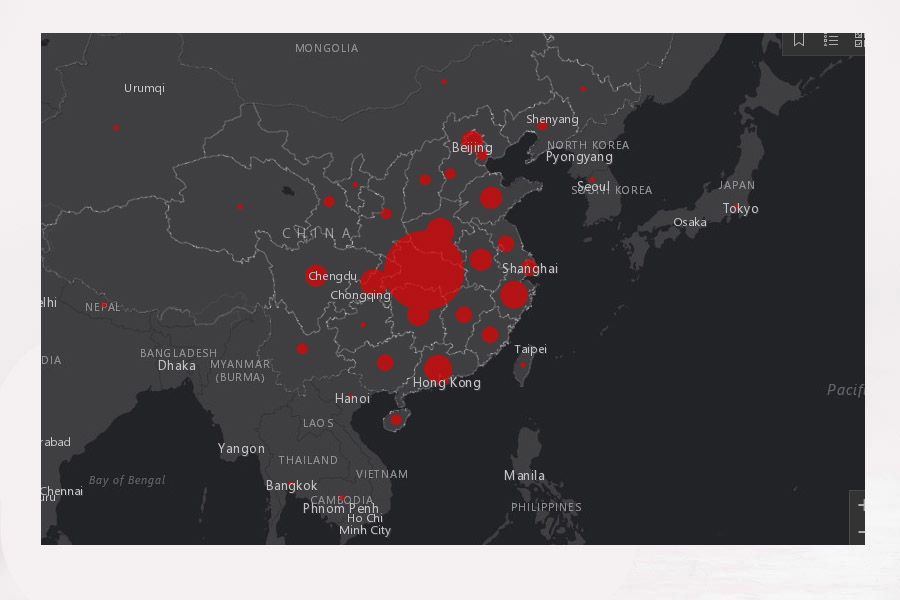 MONGOLIA
Urumqi
Shenyang
Beijing
NORTH KOREA
Pyongyang
Seoul
SOUTH KOREA
JAPAN
Tokyo
Osaka
CHINA
Shanghai
Chengdu
Chongqing
elhi
NEPAL
Taipei
BANGLADESH
Dhaka
MYANMAR
(BURMA)
DIA
Hong Kong
Pacifi
Hanoi
LAOS
rabad
Yangon
THAILAND
VIETNAM
Manila
Bay of Bengal
Bangkok
Chennai
uru
CAMBODIA
Phnom Penh
PHILIPPINES
Ho Chi
Minh City